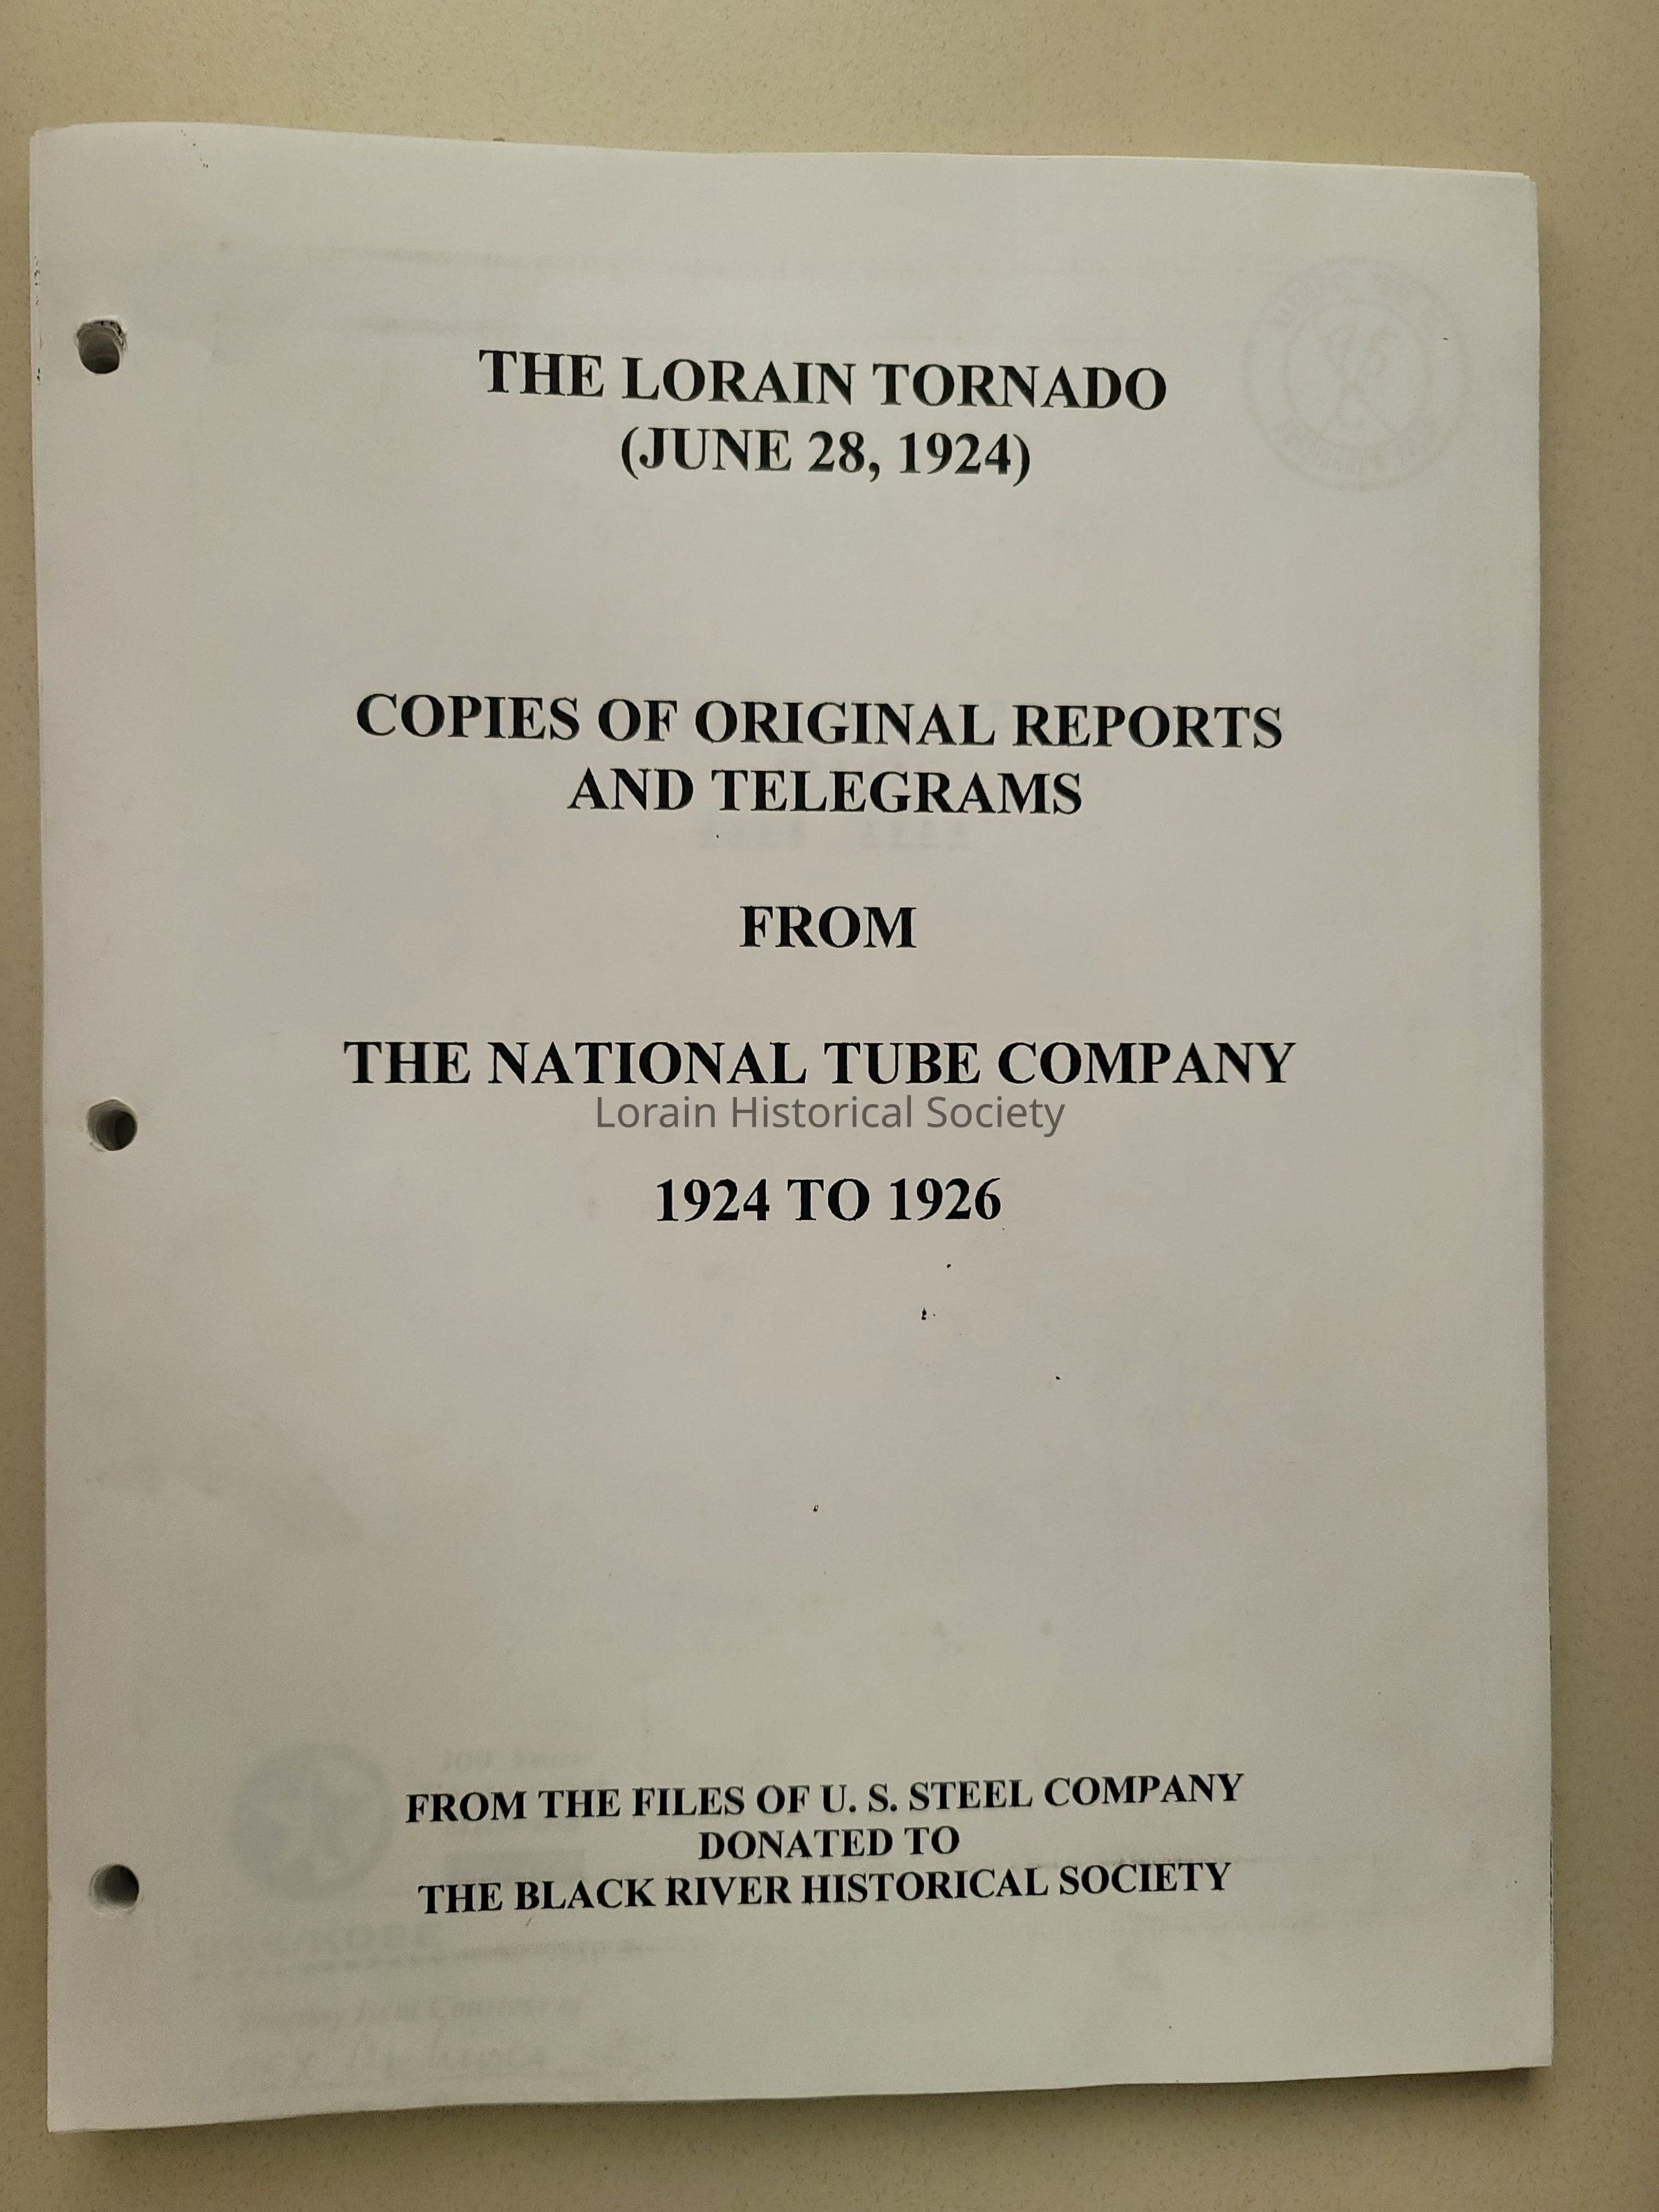 THE LORAIN TORNADO
(JUNE 28, 1924)
COPIES OF ORIGINAL REPORTS
AND TELEGRAMS
FROM
THE NATIONAL TUBE COMPANY
Lorain Historical Society
1924 TO 1926
FROM THE FILES OF U. S. STEEL COMPANY
DONATED TO
THE BLACK RIVER HISTORICAL SOCIETY